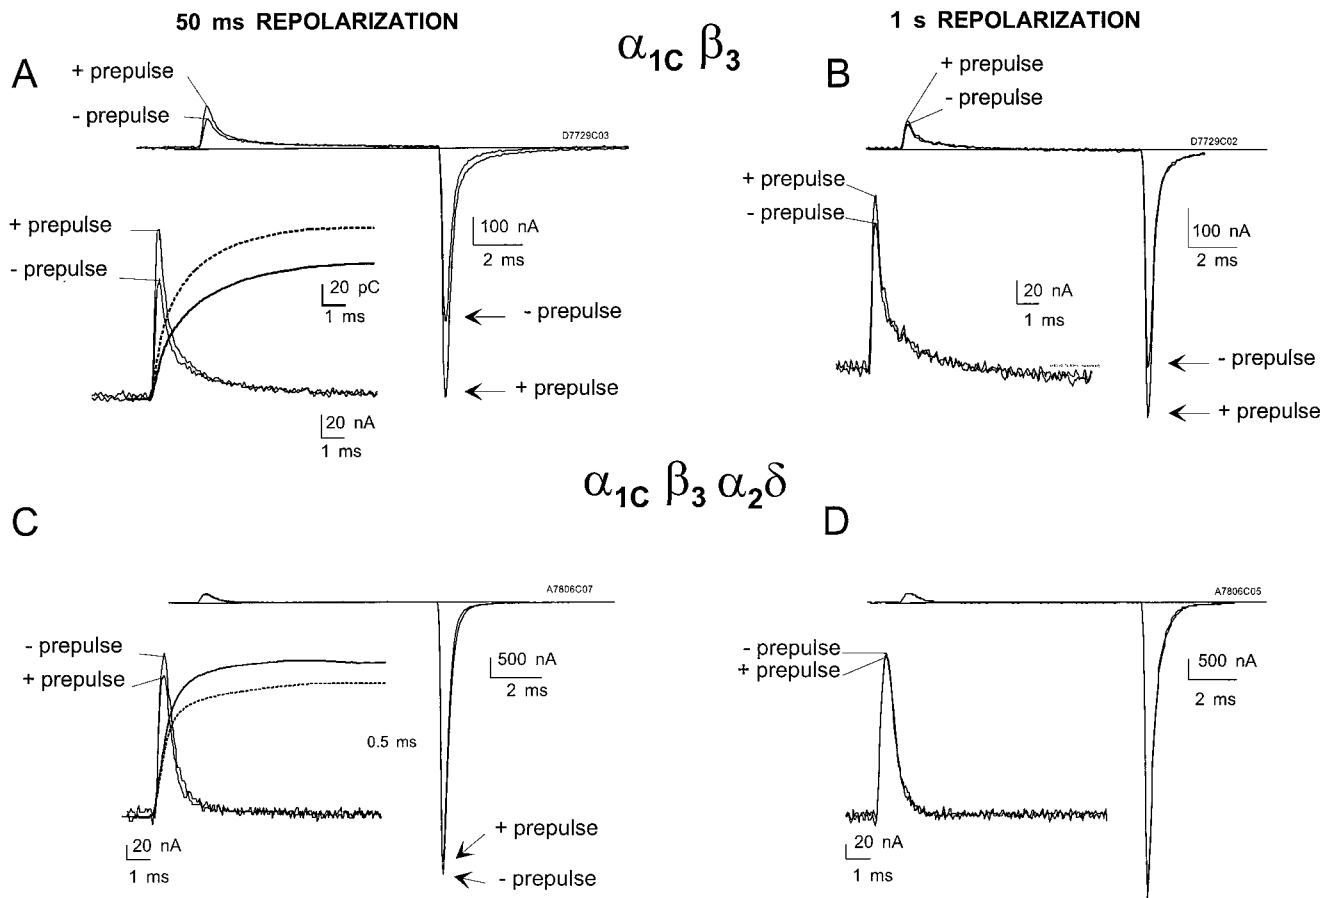 50 ms REPOLARIZATION
1 s REPOLARIZATION
α1C β3
A
+ prepulse
- prepulse
D7729C03
+ prepulse
- prepulse
100 nA
2 ms
20 pC
1 ms
- prepulse
+ prepulse
20 nA
1 ms
B
+ prepulse
- prepulse
D7729C02
+ prepulse
- prepulse
100 nA
2 ms
20 nA
1 ms
- prepulse
+ prepulse
α1C β3 α2δ
C
A7806C07
- prepulse
+ prepulse
500 nA
2 ms
0.5 ms
+ prepulse
- prepulse
20 nA
1 ms
D
A7806C05
- prepulse
+ prepulse
500 nA
2 ms
20 nA
1 ms